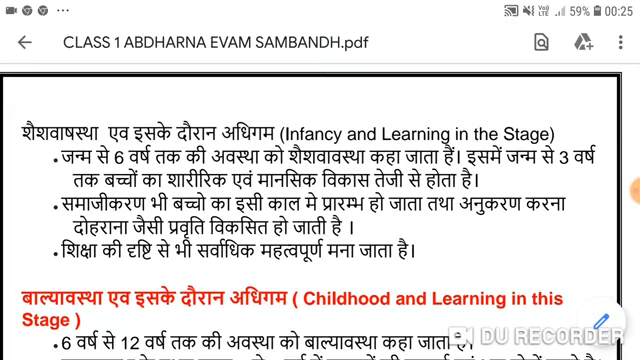 59% 00:25
CLASS 1 ABDHARNA EVAM SAMBANDH.pdf
शैशवाषस्था एव इसके दौरान अधिगम (Infancy and Learning in the Stage)
• जन्म से 6 वर्ष तक की अवस्था को शैशवावस्था कहा जाता हैं। इसमें जन्म से 3 वर्ष
तक बच्चों का शारीरिक एवं मानसिक विकास तेजी से होता है।
• समाजीकरण भी बच्चो का इसी काल मे प्रारम्भ हो जाता तथा अनुकरण करना
दोहराना जैसी प्रवृति विकसित हो जाती है ।
• शिक्षा की दृष्टि से भी सर्वाधिक महत्वपूर्ण मना जाता है।
बाल्यावस्था एव इसके दौरान अधिगम ( Childhood and Learning in this
Stage )
• 6 वर्ष से 12 वर्ष तक की अवस्था को बाल्यावस्था कहा जाता है।
DU RECORDER